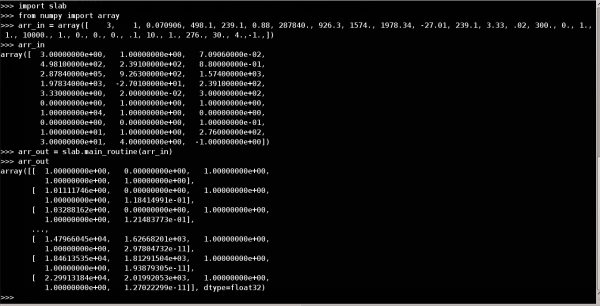 >>> import slab
>>> from numpy import array
>>> arr_in = array([   3,    1, 0.070906, 498.1, 239.1, 0.88, 287840., 926.3, 1574., 1978.34, -27.01, 239.1, 3.33, .02, 300., 0., 1.,
1., 10000., 1., 0., 0., 0., .1, 10., 1., 276., 30., 4.,-1.,])
>>> arr_in
array([  3.00000000e+00,   1.00000000e+00,   7.09060000e-02,
4.98100000e+02,   2.39100000e+02,   8.80000000e-01,
2.87840000e+05,   9.26300000e+02,   1.57400000e+03,
1.97834000e+03,  -2.70100000e+01,   2.39100000e+02,
3.33000000e+00,   2.00000000e-02,   3.00000000e+02,
0.00000000e+00,   1.00000000e+00,   1.00000000e+00,
1.00000000e+04,   1.00000000e+00,   0.00000000e+00,
0.00000000e+00,   0.00000000e+00,   1.00000000e-01,
1.00000000e+01,   1.00000000e+00,   2.76000000e+02,
3.00000000e+01,   4.00000000e+00,  -1.00000000e+00])
>>> arr_out = slab.main_routine(arr_in)
>>> arr_out
array([[  1.00000000e+00,   0.00000000e+00,   1.00000000e+00,
1.00000000e+00,   1.00000000e+00],
[  1.01111746e+00,   0.00000000e+00,   1.00000000e+00,
1.00000000e+00,   1.18414991e-01],
[  1.03288162e+00,   0.00000000e+00,   1.00000000e+00,
1.00000000e+00,   1.21483773e-01],
...,
[  1.47966045e+04,   1.62668201e+03,   1.00000000e+00,
1.00000000e+00,   2.97804732e-11],
[  1.84613535e+04,   1.81291504e+03,   1.00000000e+00,
1.00000000e+00,   1.93879305e-11],
[  2.29913184e+04,   2.01992053e+03,   1.00000000e+00,
1.00000000e+00,   1.27022299e-11]], dtype=float32)
>>>